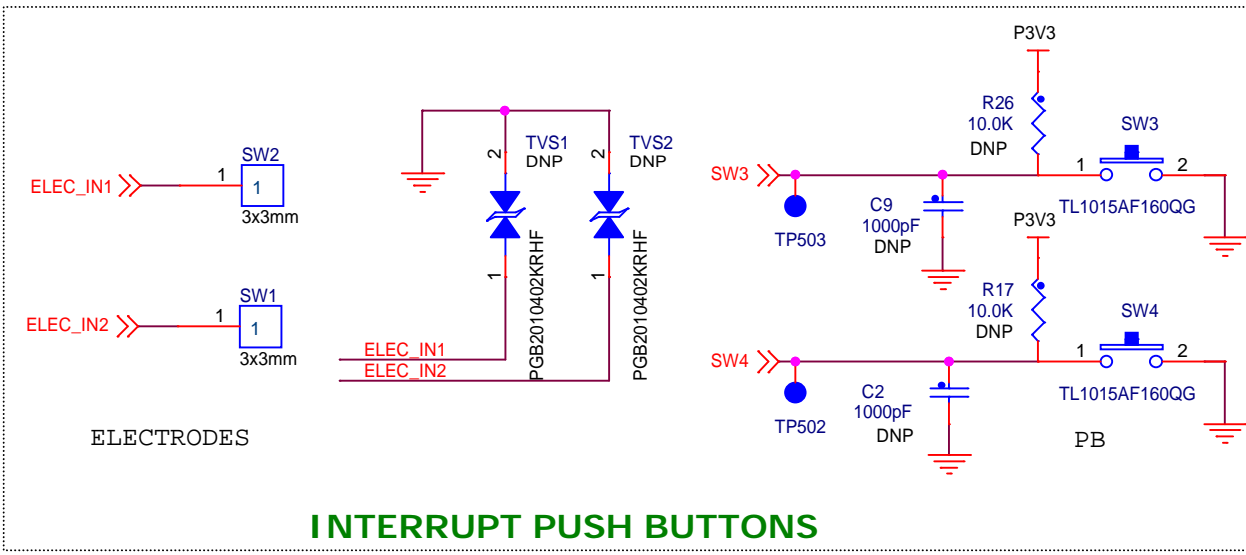 ELEC_IN1
1
SW2
1
3x3mm
ELEC_IN2
1
SW1
1
3x3mm
ELECTRODES
2
TVS1
DNP
1
PGB2010402KRHF
2
TVS2
DNP
1
PGB2010402KRHF
ELEC_IN1
ELEC_IN2
P3V3
R26
10.0K
DNP
SW3
SW3
1
2
TL1015AF160QG
TP503
C9
1000pF
DNP
P3V3
R17
10.0K
DNP
SW4
SW4
1
2
TL1015AF160QG
TP502
C2
1000pF
DNP
PB
INTERRUPT PUSH BUTTONS